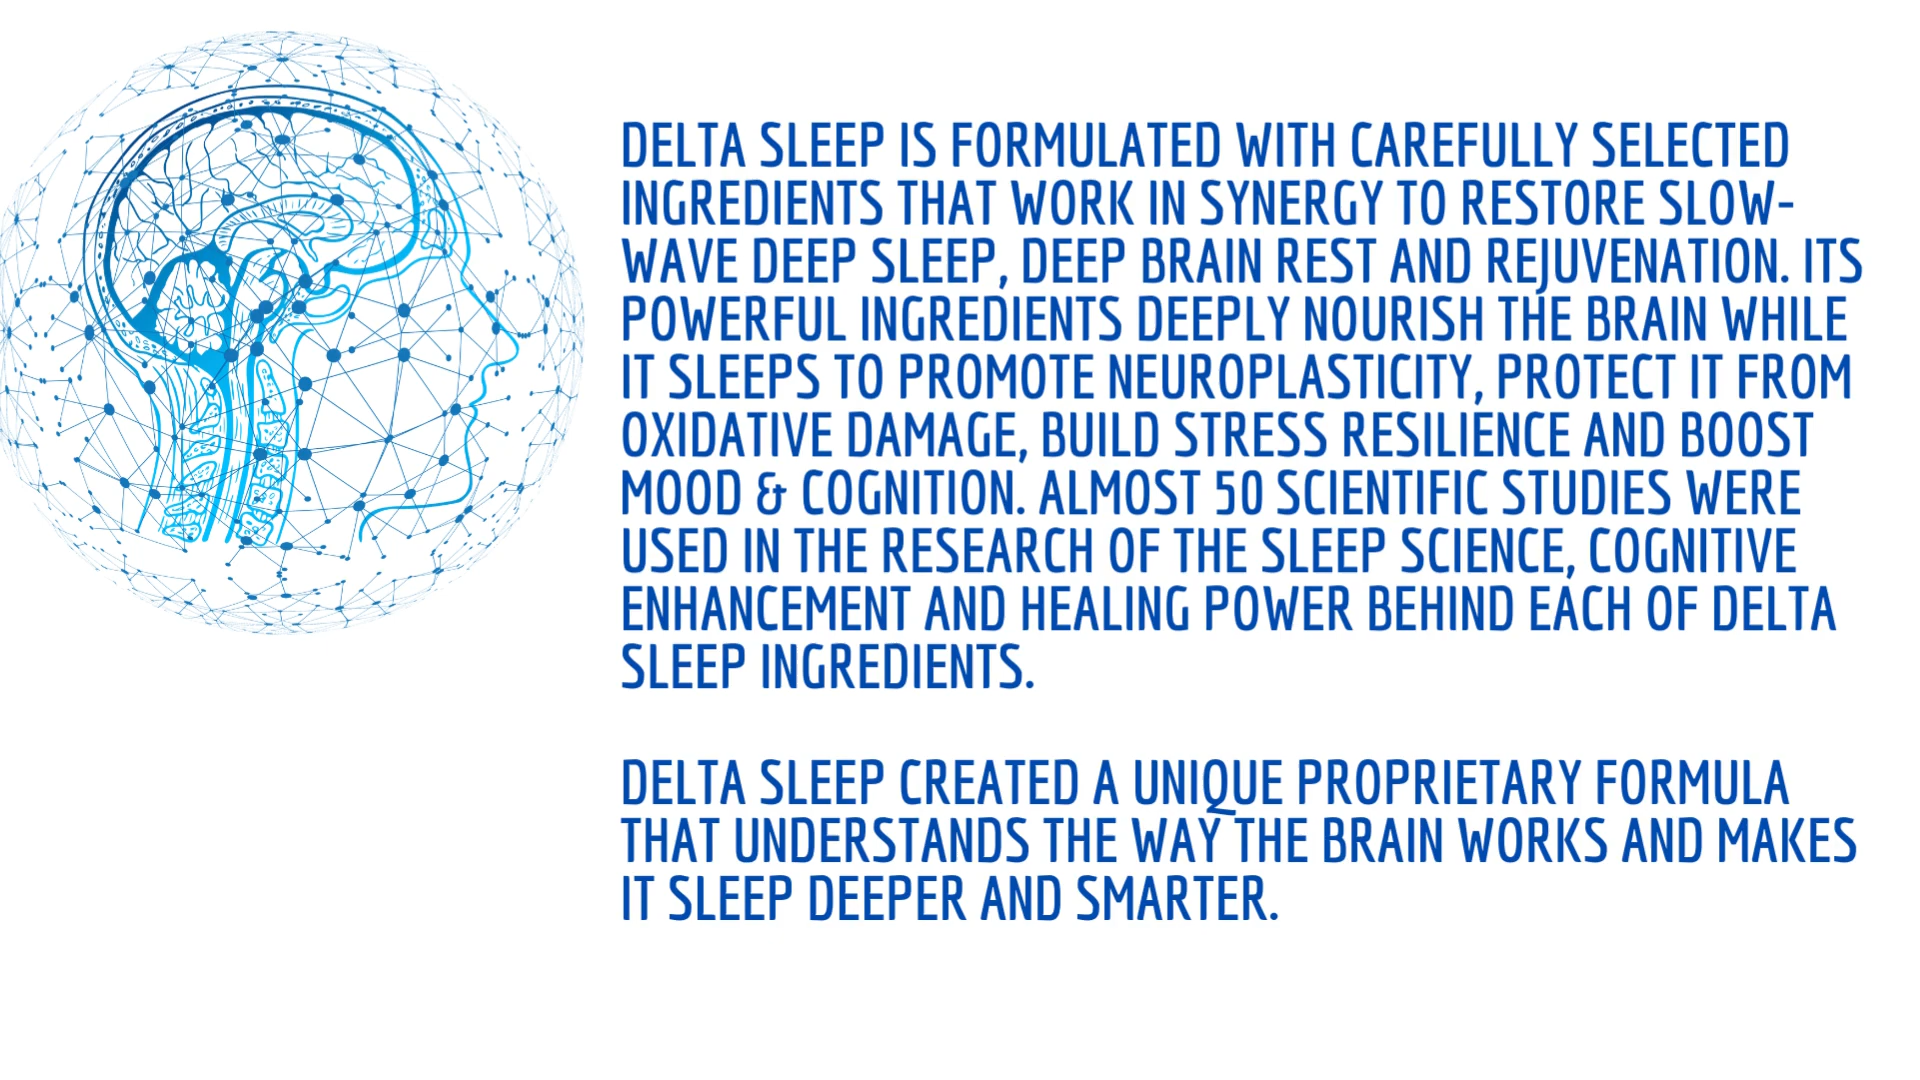 DELTA SLEEP IS FORMULATED WITH CAREFULLY SELECTED
INGREDIENTS THAT WORK IN SYNERGY TO RESTORE SLOW-
WAVE DEEP SLEEP, DEEP BRAIN REST AND REJUVENATION. ITS
POWERFUL INGREDIENTS DEEPLY NOURISH THE BRAIN WHILE
IT SLEEPS TO PROMOTE NEUROPLASTICITY, PROTECT IT FROM
OXIDATIVE DAMAGE, BUILD STRESS RESILIENCE AND BOOST
MOOD & COGNITION. ALMOST 50 SCIENTIFIC STUDIES WERE
USED IN THE RESEARCH OF THE SLEEP SCIENCE, COGNITIVE
ENHANCEMENT AND HEALING POWER BEHIND EACH OF DELTA
SLEEP INGREDIENTS.
DELTA SLEEP CREATED A UNIQUE PROPRIETARY FORMULA
THAT UNDERSTANDS THE WAY THE BRAIN WORKS AND MAKES
IT SLEEP DEEPER AND SMARTER.